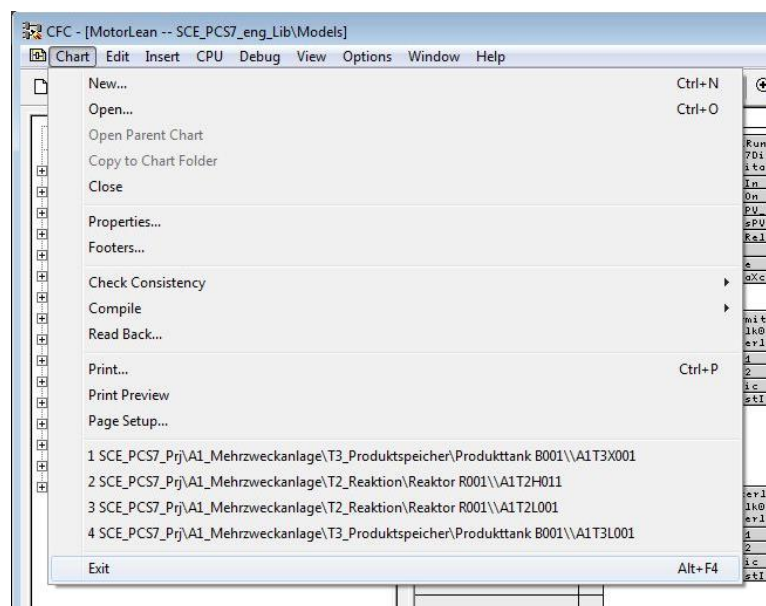 CFC - [MotorLean -- SCE_PCS7_eng_Lib\Models]
Chart Edit Insert CPU Debug View Options Window Help
New... Ctrl+N
Open... Ctrl+O
Open Parent Chart
Copy to Chart Folder
Close
Properties...
Footers...
Check Consistency
Compile
Read Back...
Print... Ctrl+P
Print Preview
Page Setup...
1 SCE_PCS7_Prj\A1_Mehrzweckanlage\T3_Produktspeicher\Produkttank B001\\A1T3X001
2 SCE_PCS7_Prj\A1_Mehrzweckanlage\T2_Reaktion\Reaktor R001\\A1T2H011
3 SCE_PCS7_Prj\A1_Mehrzweckanlage\T2_Reaktion\Reaktor R001\\A1T2L001
4 SCE_PCS7_Prj\A1_Mehrzweckanlage\T3_Produktspeicher\Produkttank B001\\A1T3L001
Exit Alt+F4